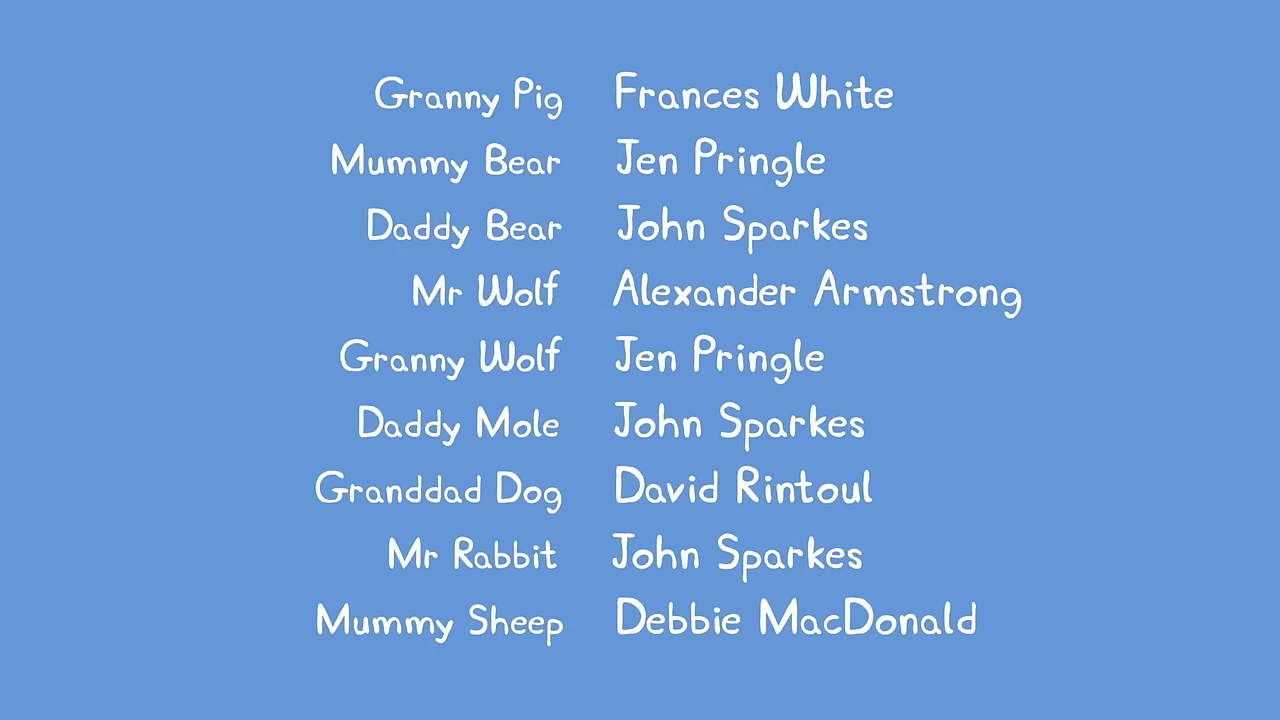 Granny Pig Frances White
Mummy Bear Jen Pringle
Daddy Bear John Sparkes
Mr Wolf Alexander Armstrong
Granny Wolf Jen Pringle
Daddy Mole John Sparkes
Granddad Dog David Rintoul
Mr Rabbit John Sparkes
Mummy Sheep Debbie MacDonald